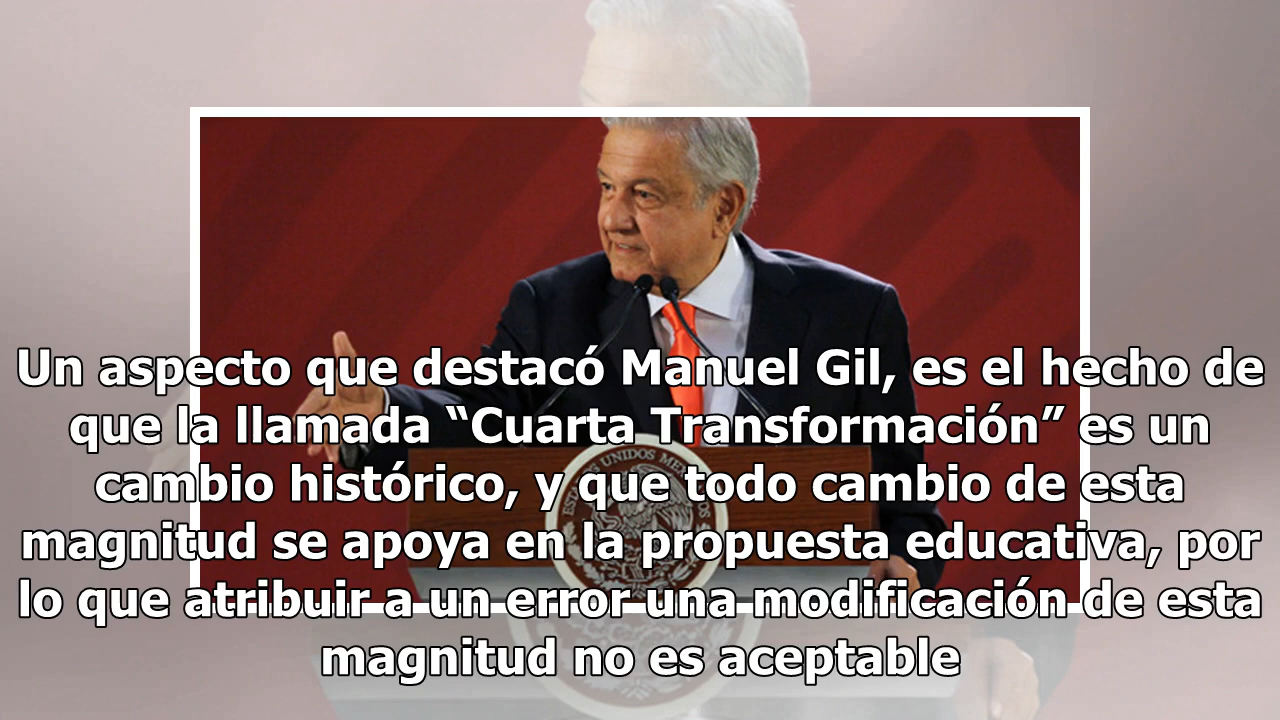 Un aspecto que destacó Manuel Gil, es el hecho de
que la llamada “Cuarta Transformación” es un
cambio histórico, y que todo cambio de esta
magnitud se apoya en la propuesta educativa, por
lo que atribuir a un error una modificación de esta
magnitud no es aceptable
UNIDOS MEX